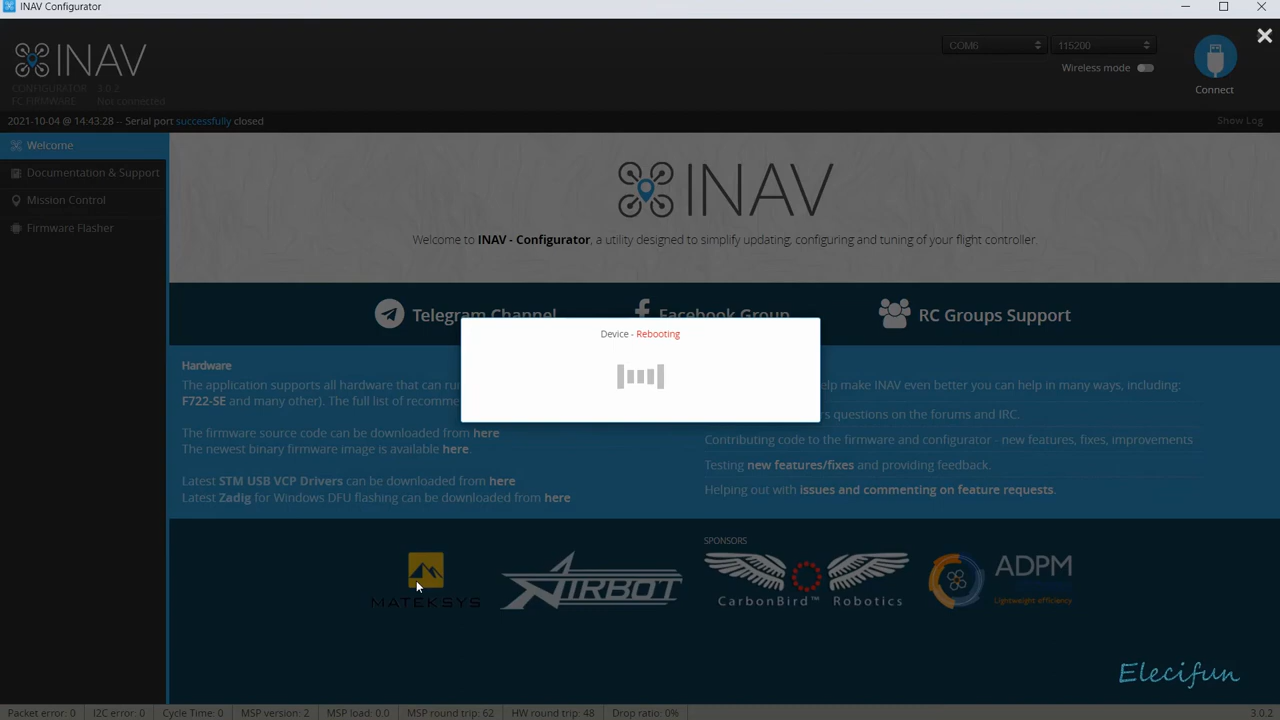 INAV Configurator
INAV
CONFIGURATOR 3.0.2
FC FIRMWARE Not connected
COM6
115200
Wireless mode
Connect
2021-10-04 @ 14:43:28 -- Serial port successfully closed
Show Log
Welcome
Documentation & Support
Mission Control
Firmware Flasher
INAV
Welcome to INAV - Configurator, a utility designed to simplify updating, configuring and tuning of your flight controller.
Telegram Channel
Facebook Group
RC Groups Support
Device - Rebooting
Hardware
The application supports all hardware that can run
F722-SE and many other). The full list of recomme
The firmware source code can be downloaded from here
The newest binary firmware image is available here.
Latest STM USB VCP Drivers can be downloaded from here
Latest Zadig for Windows DFU flashing can be downloaded from here
help make INAV even better you can help in many ways, including:
questions on the forums and IRC.
Contributing code to the firmware and configurator - new features, fixes, improvements
Testing new features/fixes and providing feedback.
Helping out with issues and commenting on feature requests.
SPONSORS
MATEKSYS
AIRBOT
CarbonBird™ Robotics
ADPM
Lightweight efficiency
Elecifun
Packet error: 0
I2C error: 0
Cycle Time: 0
MSP version: 2
MSP load: 0.0
MSP round trip: 62
HW round trip: 48
Drop ratio: 0%
3.0.2